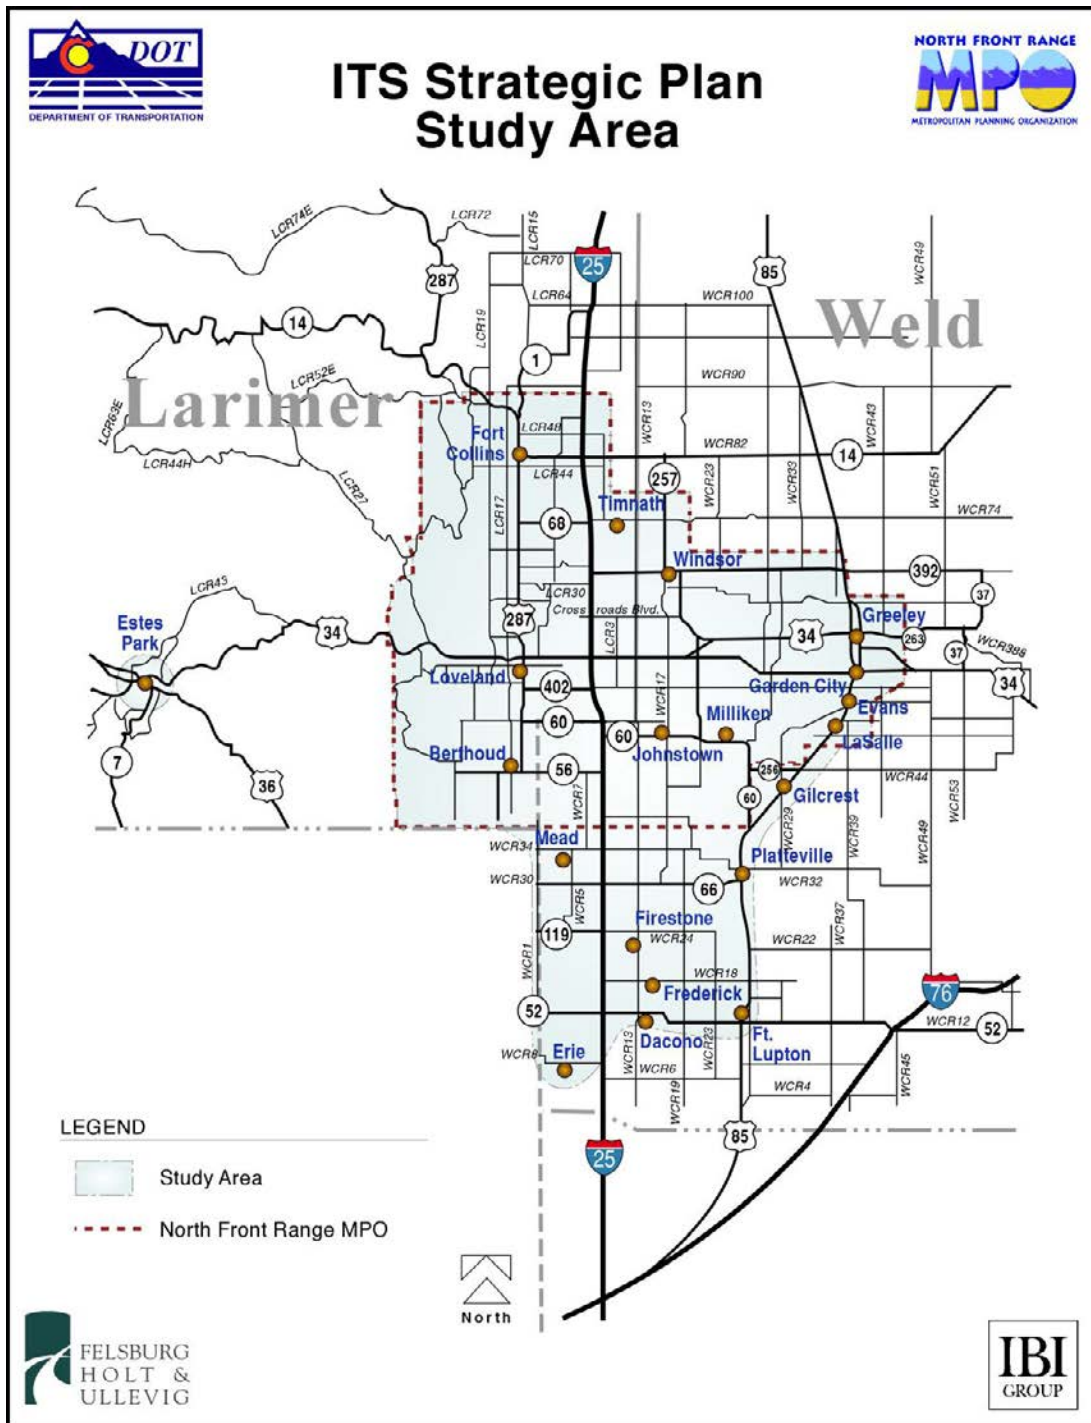 DOT
DEPARTMENT OF TRANSPORTATION
ITS Strategic Plan
Study Area
NORTH FRONT RANGE
MPO
METROPOLITAN PLANNING ORGANIZATION
LCR74E
LCR72
LCR15
287
LCR70
25
85
WCR49
LCR64
WCR100
14
LCR19
1
Weld
Larimer
LCR52E
WCR90
LCR63E
WCR13
WCR43
Fort
Collins
LCR48
WCR82
14
LCR44H
LCR44
257
WCR23
WCR33
WCR51
LCR27
LCR17
Timnath
68
WCR74
Windsor
392
LCR43
LCR30
37
Crossroads Blvd.
Estes
Park
34
287
LCR3
34
Greeley
263
37
WCR388
Loveland
402
WCR17
Garden City
34
60
60
Milliken
Evans
Johnstown
LaSalle
Berthoud
56
256
WCR44
7
36
WCR7
60
Gilcrest
WCR53
WCR29
WCR39
WCR49
Mead
WCR34
Platteville
WCR30
66
WCR32
WCR5
Firestone
WCR37
119
WCR24
WCR22
WCR1
WCR18
Frederick
76
52
WCR12
52
Dacono
Ft.
Lupton
WCR8
Erie
WCR13
WCR23
WCR6
WCR45
WCR19
WCR4
85
25
LEGEND
Study Area
North Front Range MPO
North
FELSBURG
HOLT &
ULLEVIG
IBI
GROUP